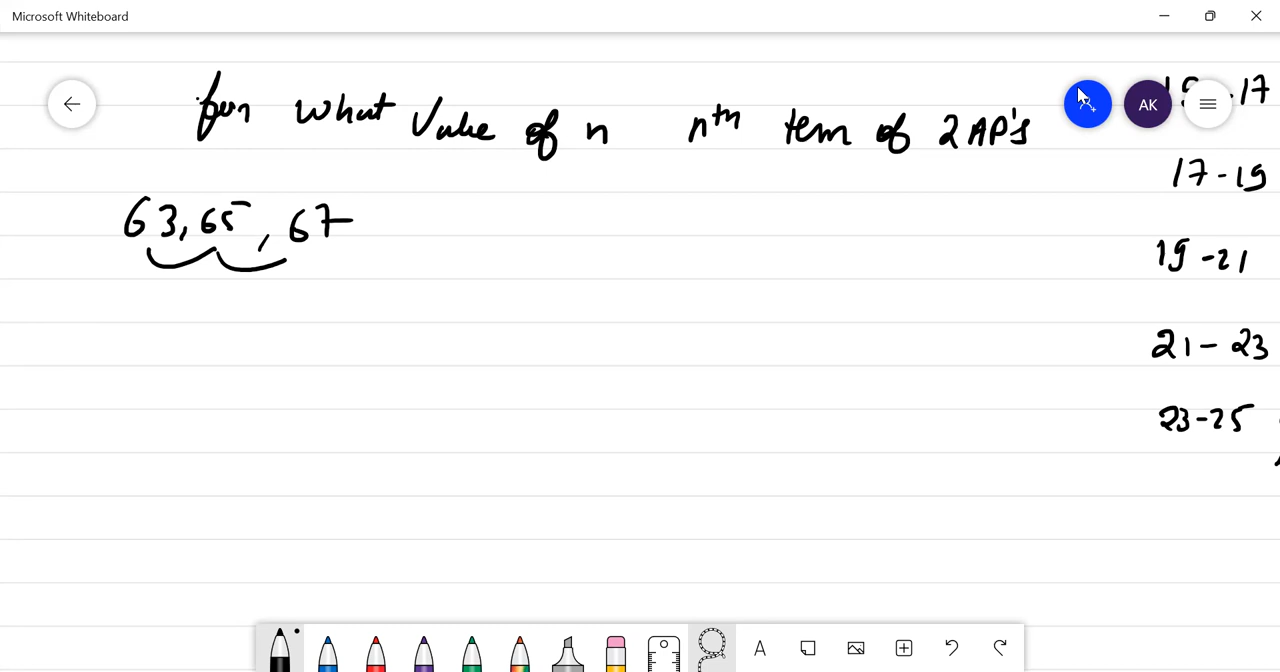 Microsoft Whiteboard
for what Value of n nth term of 2 AP's
AK
-17
63, 65, 67
17-19
19-21
21-23
23-25
A